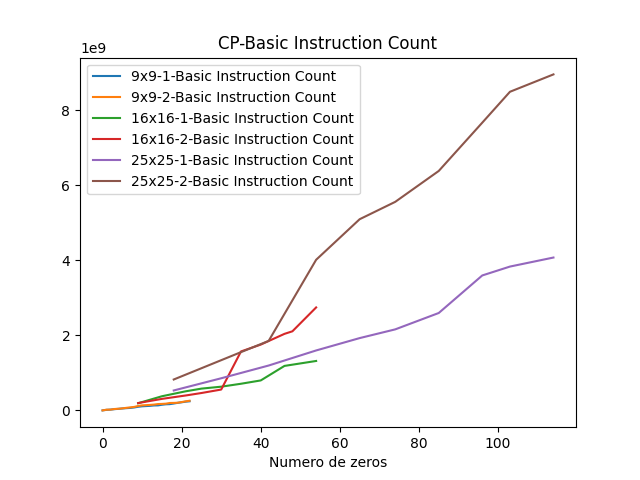 CP-Basic Instruction Count
1e9
9x9-1-Basic Instruction Count
9x9-2-Basic Instruction Count
16x16-1-Basic Instruction Count
16x16-2-Basic Instruction Count
25x25-1-Basic Instruction Count
25x25-2-Basic Instruction Count
8
6
4
2
0
0 20 40 60 80 100
Numero de zeros